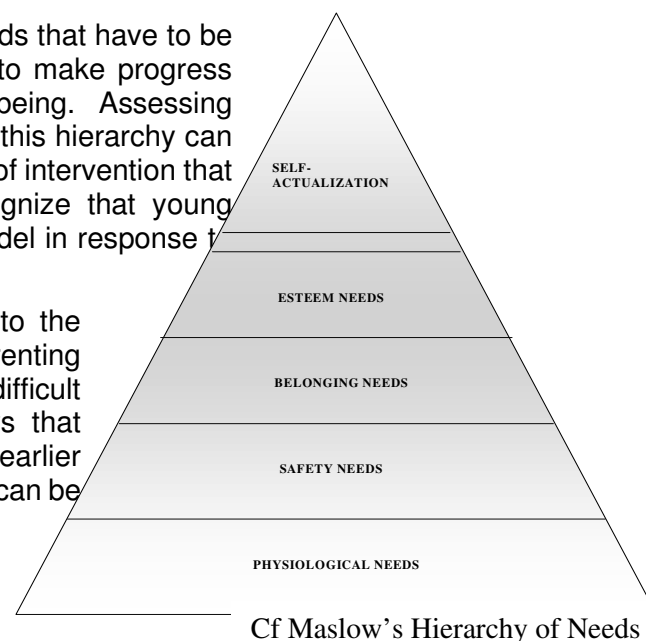 ds that have to be
to make progress
being. Assessing
this hierarchy can
of intervention that
gnize that young
del in response t
to the
venting
difficult
s that
earlier
can be
SELF-
ACTUALIZATION
ESTEEM NEEDS
BELONGING NEEDS
SAFETY NEEDS
PHYSIOLOGICAL NEEDS
Cf Maslow's Hierarchy of Needs